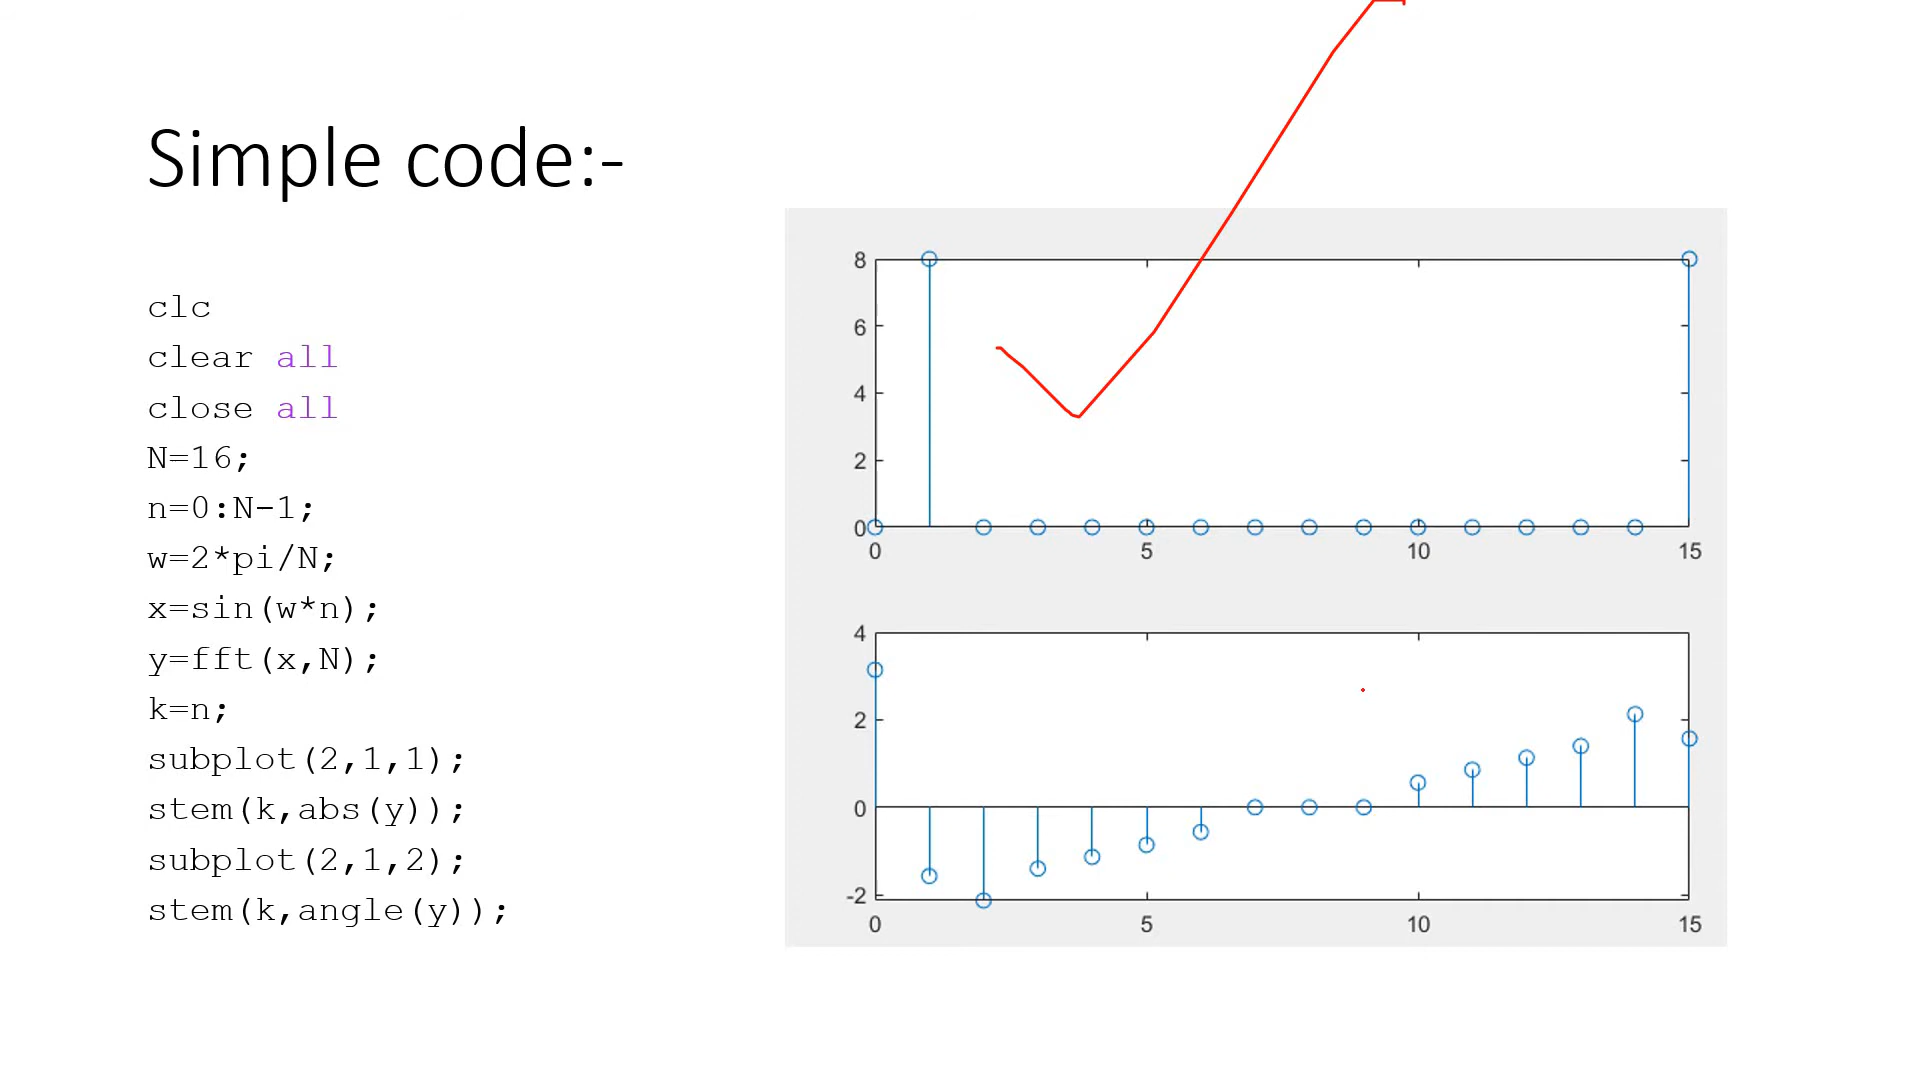 Simple code:-
clc
clear all
close all
N=16;
n=0:N-1;
w=2*pi/N;
x=sin(w*n);
y=fft(x,N);
k=n;
subplot(2,1,1);
stem(k,abs(y));
subplot(2,1,2);
stem(k,angle(y));
8
6
4
2
0
0 5 10 15
4
2
0
-2
0 5 10 15